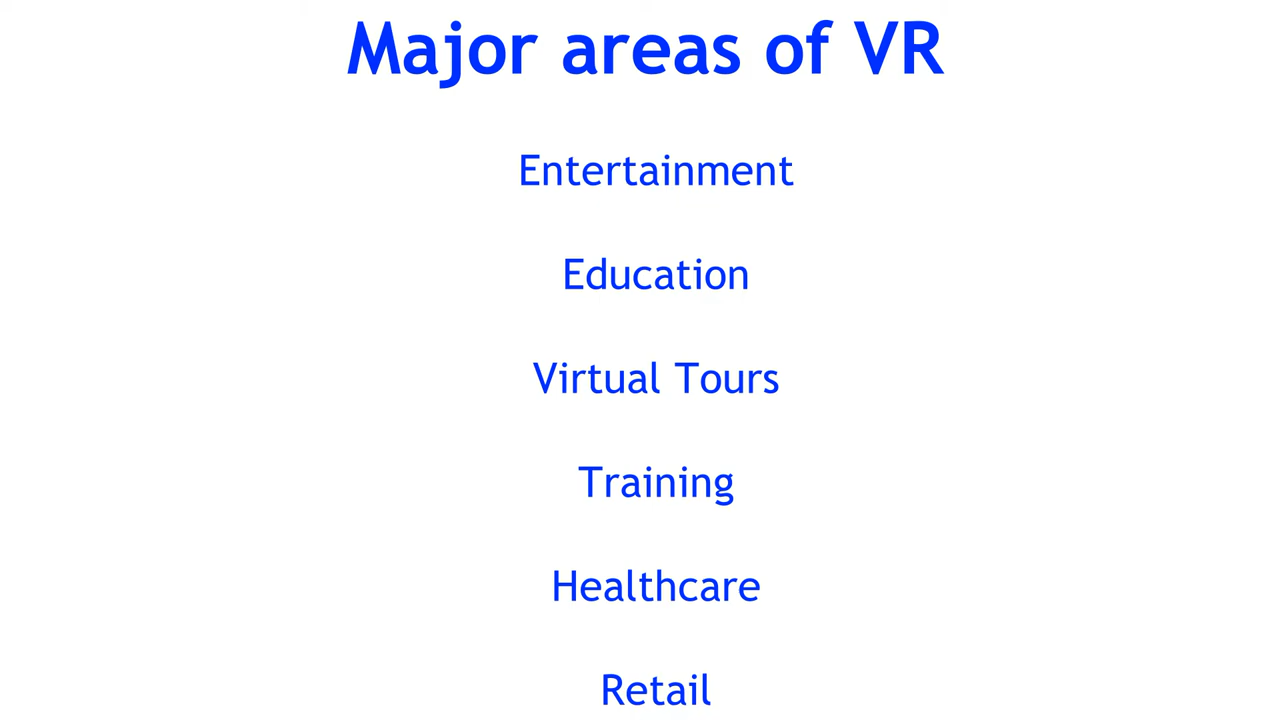 Major areas of VR
Entertainment
Education
Virtual Tours
Training
Healthcare
Retail